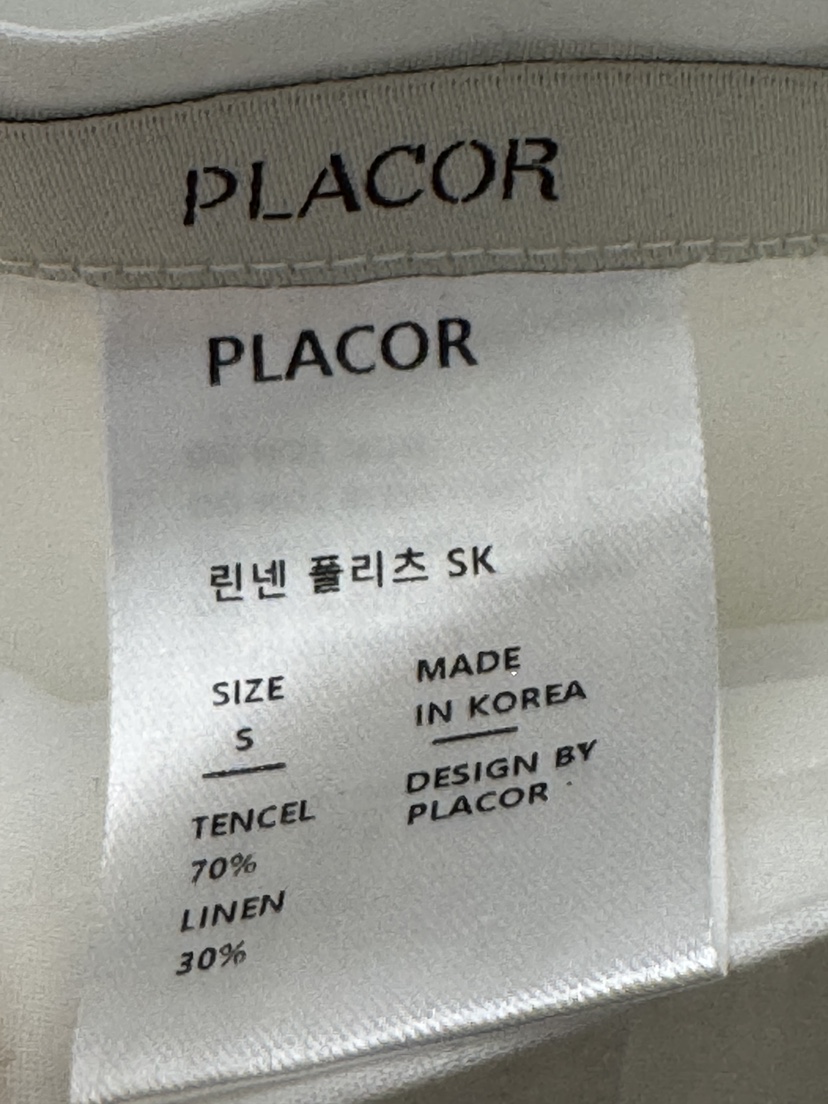 PLACOR
PLACOR
린넨 플리츠 SK
SIZE
S
TENCEL
70%
LINEN
30%
MADE
IN KOREA
DESIGN BY
PLACOR